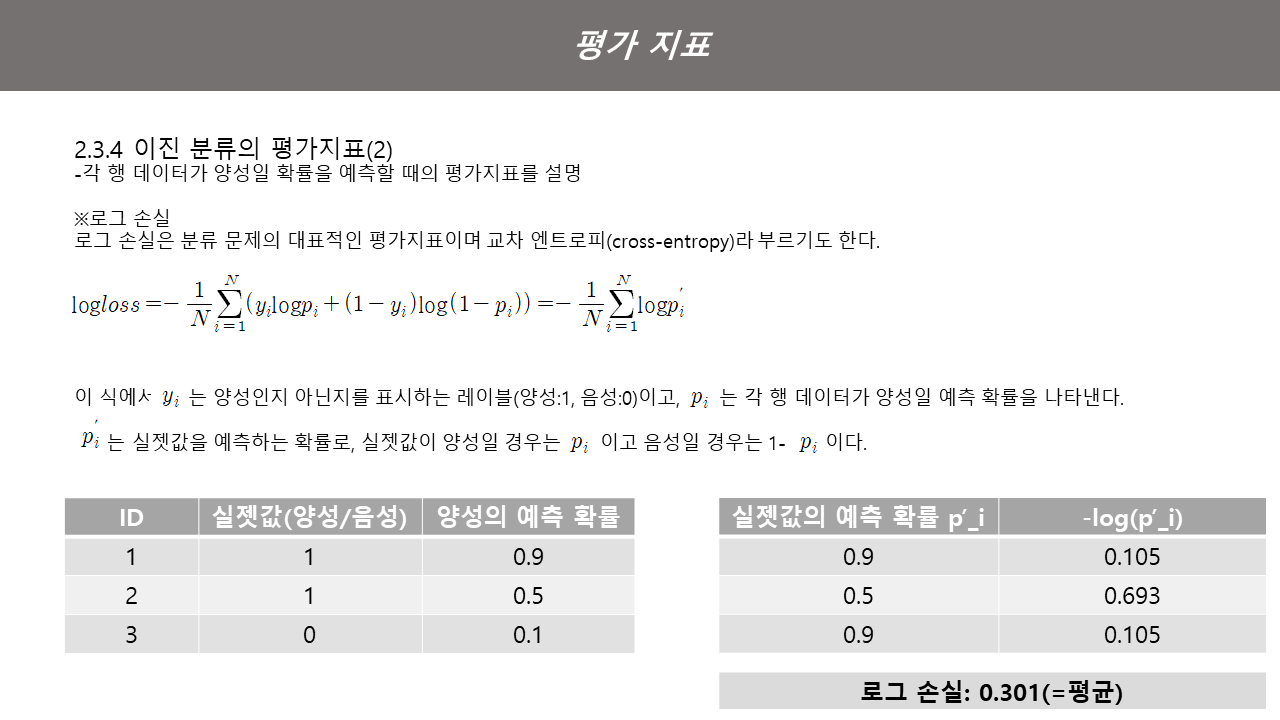 평가 지표
2.3.4 이진 분류의 평가지표(2)
-각 행 데이터가 양성일 확률을 예측할 때의 평가지표를 설명
※로그 손실
로그 손실은 분류 문제의 대표적인 평가지표이며 교차 엔트로피(cross-entropy)라 부르기도 한다.
logloss = − 1/N ∑_{i=1}^{N} (y_i log p_i + (1 − y_i) log(1 − p_i)) = − 1/N ∑_{i=1}^{N} log p′_i
이 식에서 y_i 는 양성인지 아닌지를 표시하는 레이블(양성:1, 음성:0)이고, p_i 는 각 행 데이터가 양성일 예측 확률을 나타낸다.
p′_i 는 실젯값을 예측하는 확률로, 실젯값이 양성일 경우는 p_i 이고 음성일 경우는 1- p_i 이다.
ID 실젯값(양성/음성) 양성의 예측 확률
1 1 0.9
2 1 0.5
3 0 0.1
실젯값의 예측 확률 p′_i -log(p′_i)
0.9 0.105
0.5 0.693
0.9 0.105
로그 손실: 0.301(=평균)